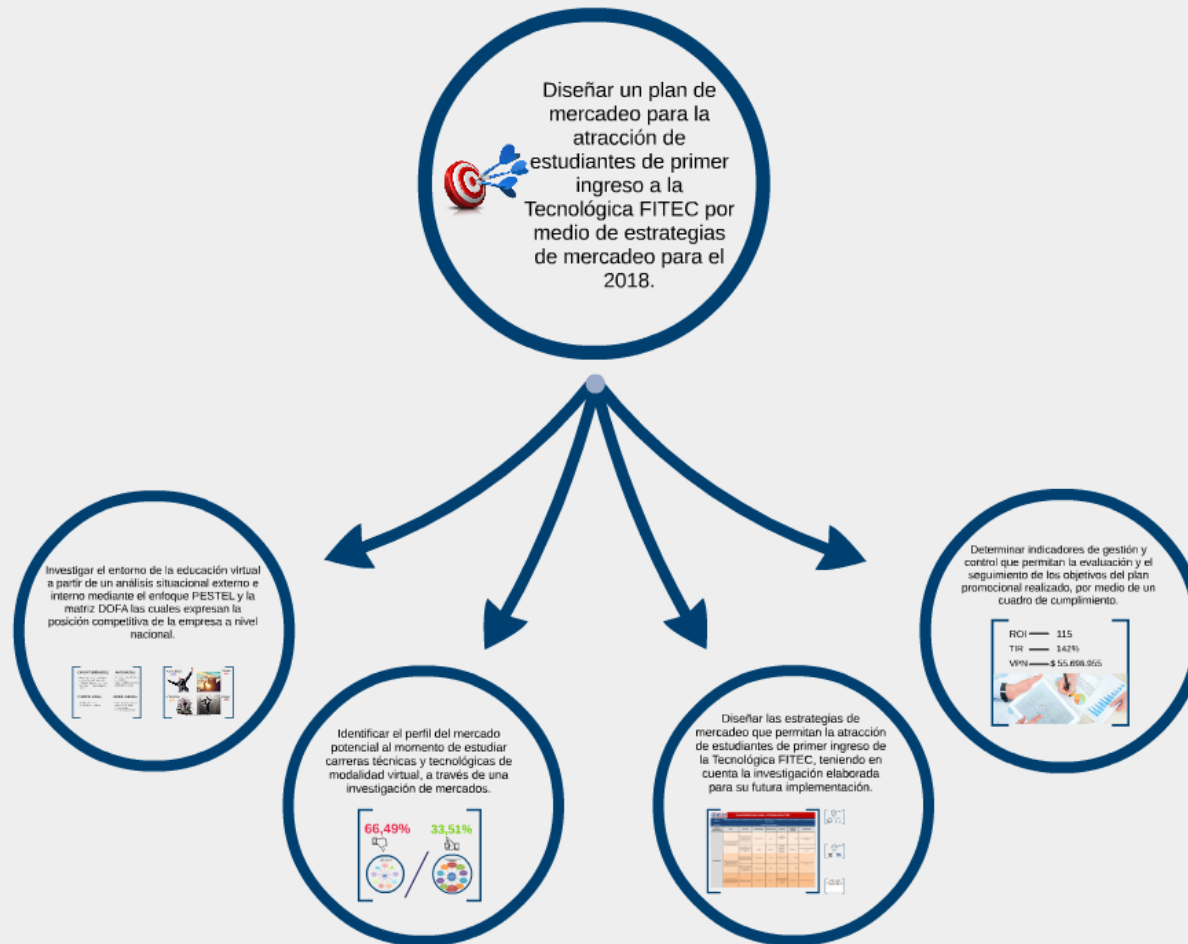 Diseñar un plan de
mercadeo para la
atracción de
estudiantes de primer
ingreso a la
Tecnológica FITEC por
medio de estrategias
de mercadeo para el
2018.
Investigar el entorno de la educación virtual
a partir de un análisis situacional externo e
interno mediante el enfoque PESTEL y la
matriz DOFA las cuales expresan la
posición competitiva de la empresa a nivel
nacional.
Identificar el perfil del mercado
potencial al momento de estudiar
carreras técnicas y tecnológicas de
modalidad virtual, a través de una
investigación de mercados.
66,49%
33,51%
Diseñar las estrategias de
mercadeo que permitan la atracción
de estudiantes de primer ingreso de
la Tecnológica FITEC, teniendo en
cuenta la investigación elaborada
para su futura implementación.
Determinar indicadores de gestión y
control que permitan la evaluación y el
seguimiento de los objetivos del plan
promocional realizado, por medio de un
cuadro de cumplimiento.
ROI 115
TIR 142%
VPN $ 55.698.955